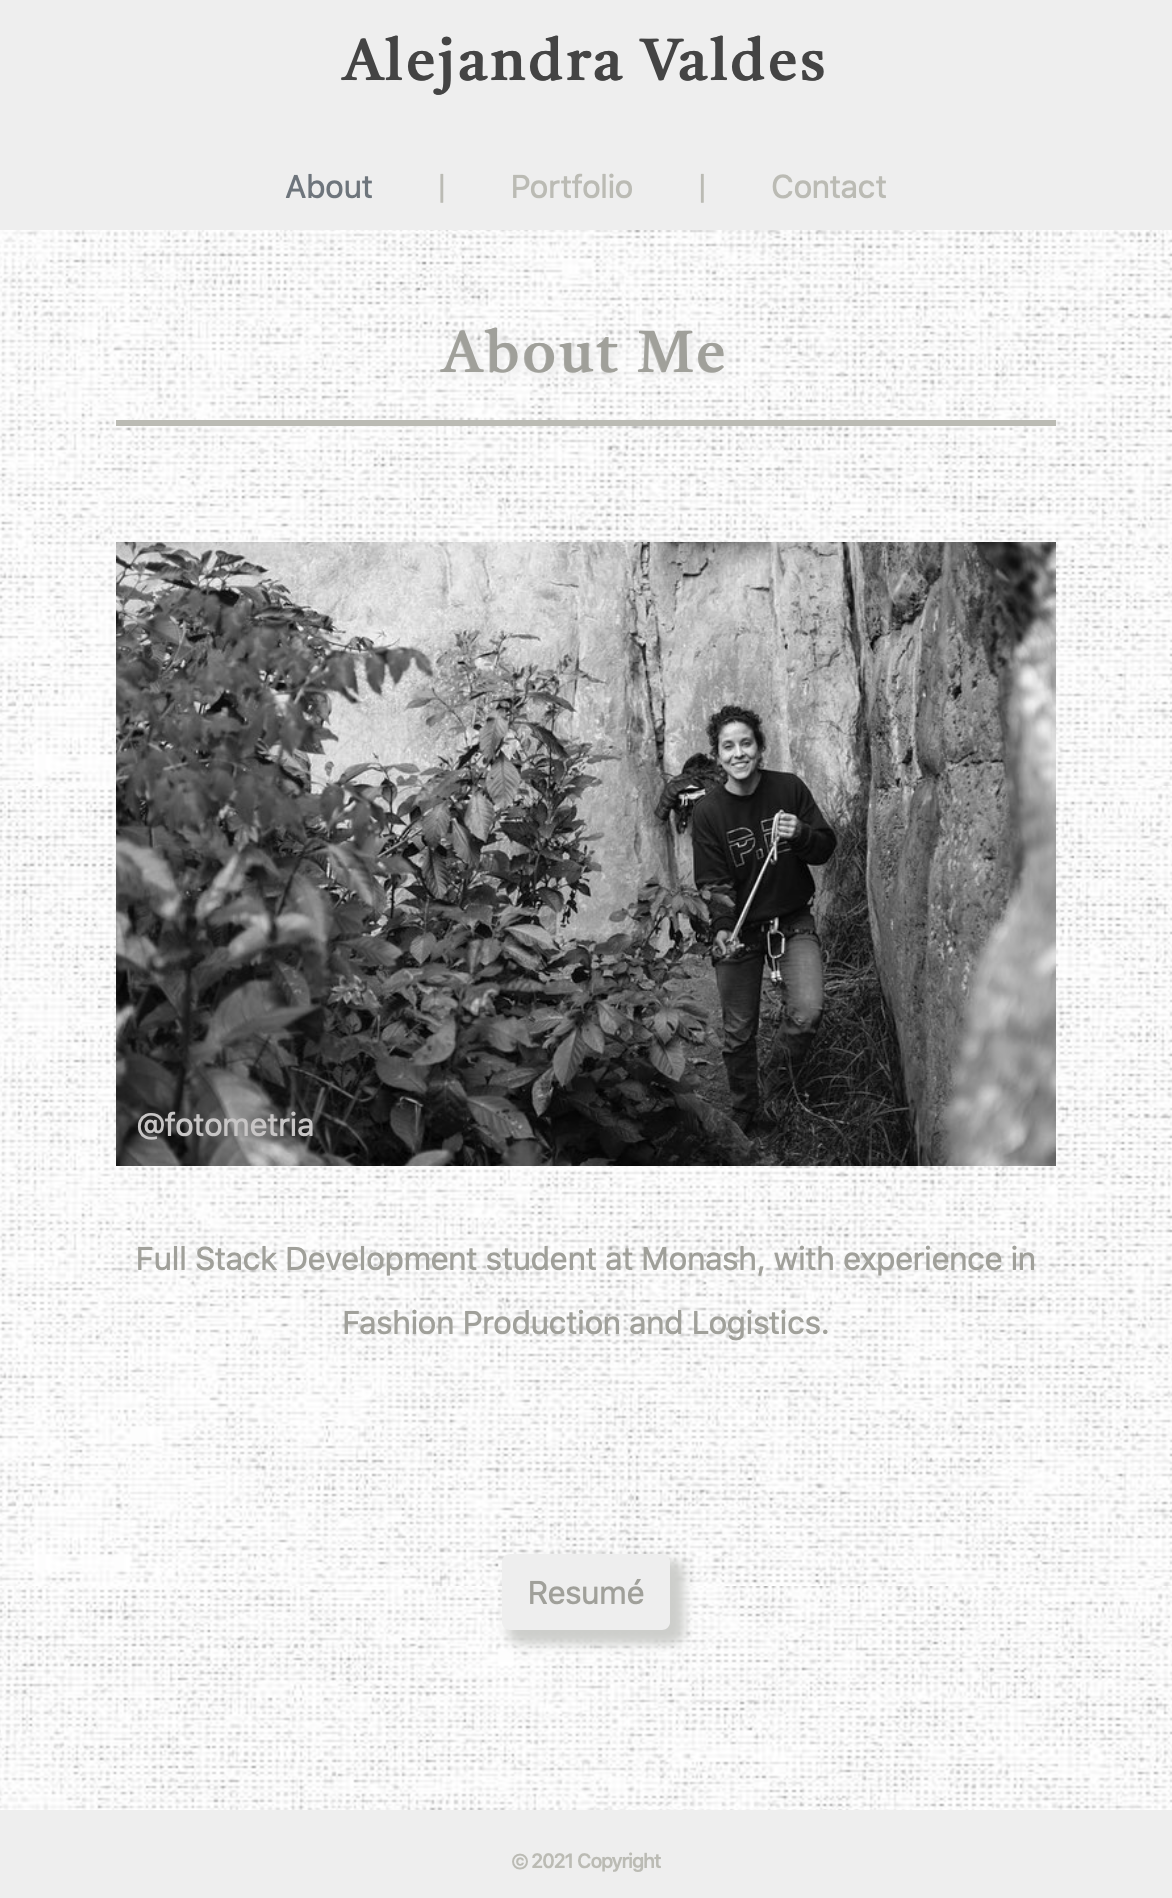 Alejandra Valdes
About | Portfolio | Contact
About Me
P.E
@fotometria
Full Stack Development student at Monash, with experience in
Fashion Production and Logistics.
Resumé
© 2021 Copyright